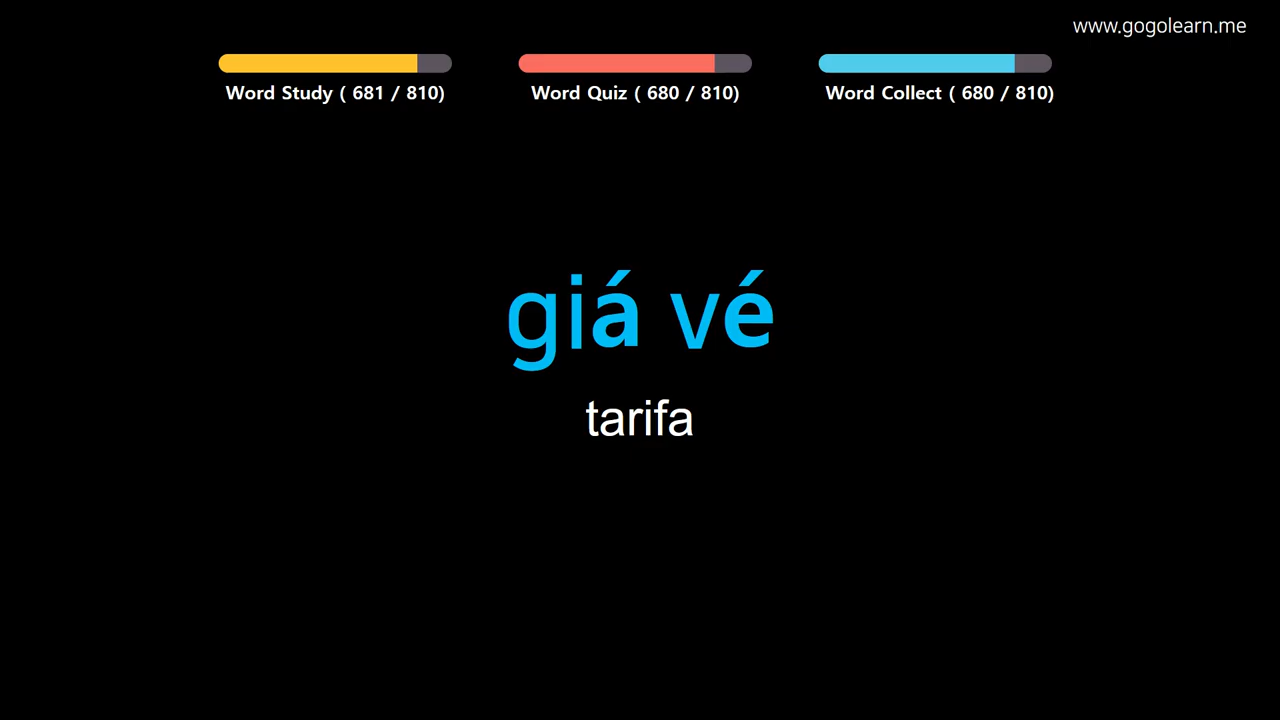 www.gogolearn.me
Word Study ( 681 / 810)
Word Quiz ( 680 / 810)
Word Collect ( 680 / 810)
giá vé
tarifa